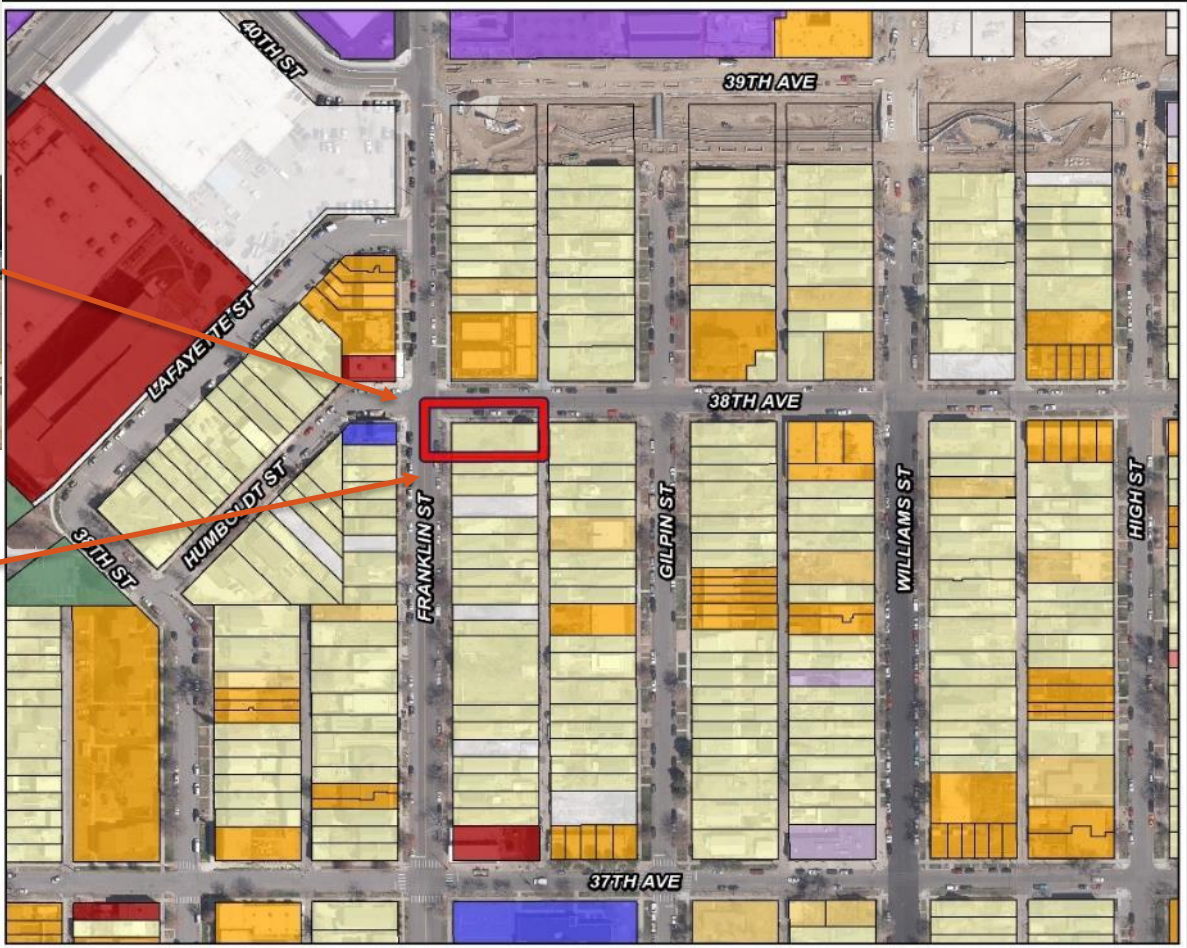 40TH ST
39TH AVE
LAFAYETTE ST
38TH AVE
HUMBOLDT ST
38TH ST
FRANKLIN ST
GILPIN ST
WILLIAMS ST
HIGH ST
37TH AVE